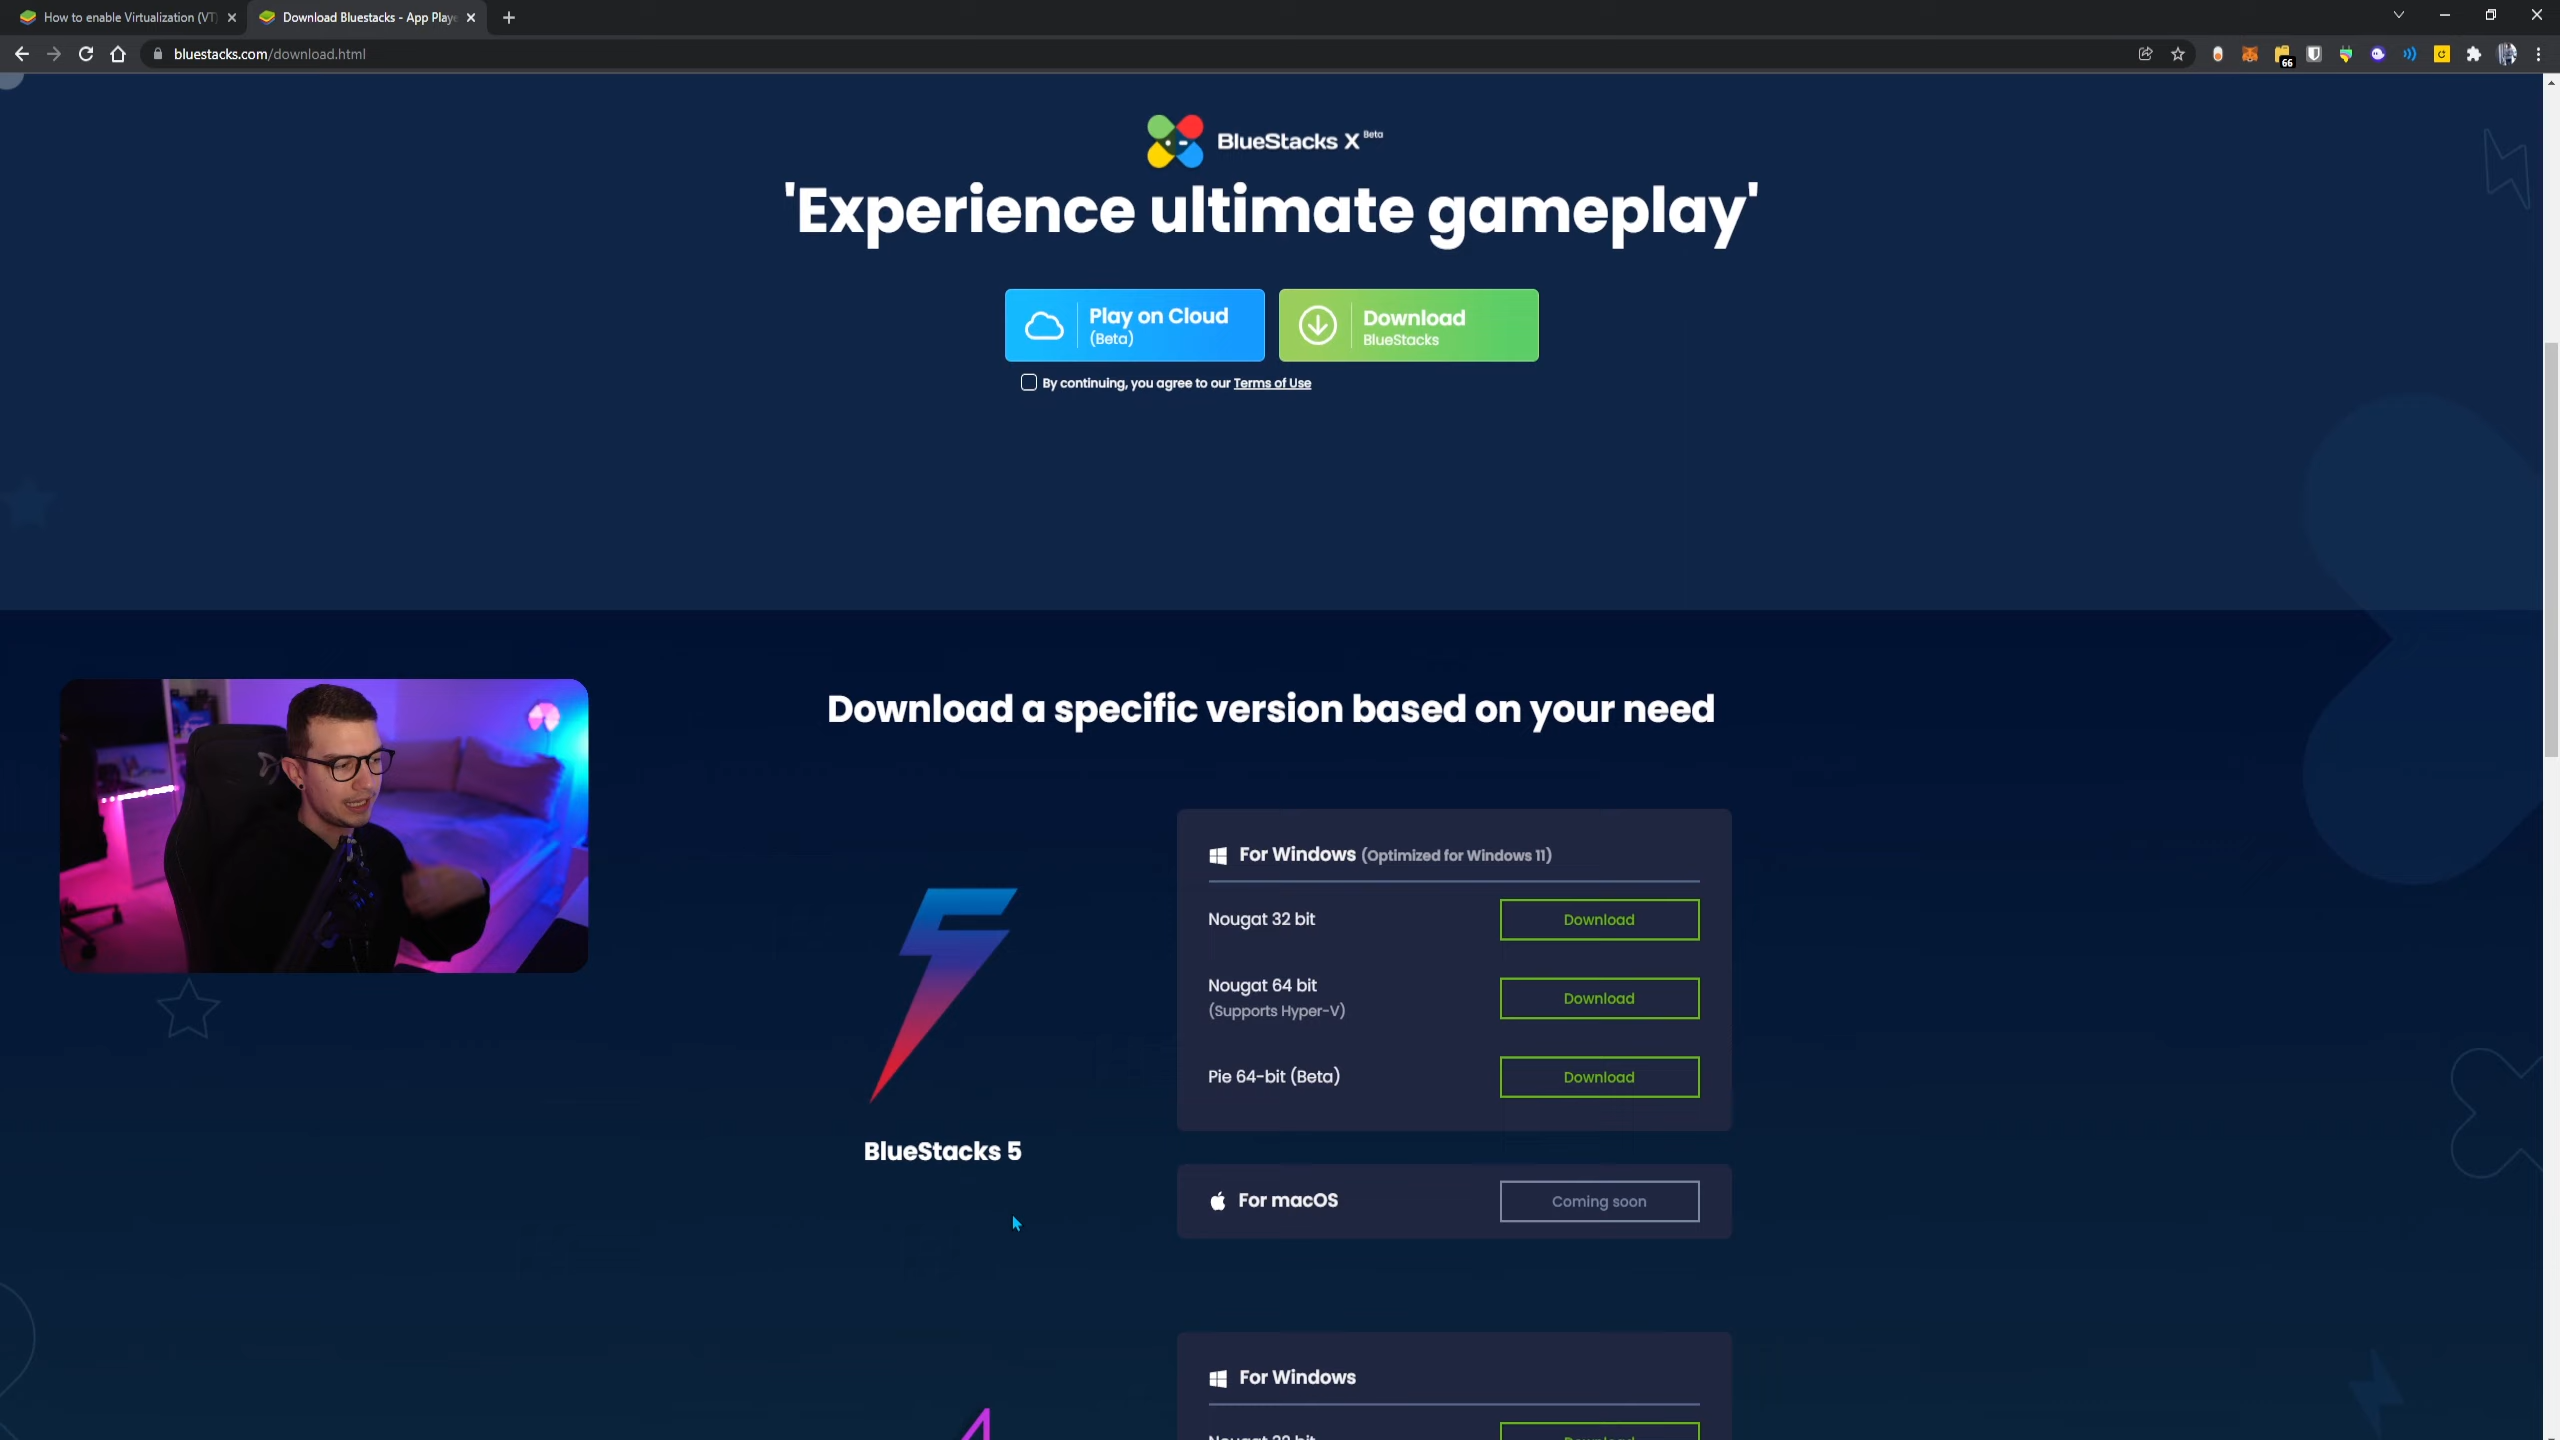 How to enable Virtualization (VT)
Download Bluestacks - App Playe
bluestacks.com/download.html
66
BlueStacks X Beta
'Experience ultimate gameplay'
Play on Cloud
(Beta)
Download
BlueStacks
By continuing, you agree to our Terms of Use
Download a specific version based on your need
For Windows (Optimized for Windows 11)
Nougat 32 bit
Download
Nougat 64 bit
(Supports Hyper-V)
Download
Pie 64-bit (Beta)
Download
BlueStacks 5
For macOS
Coming soon
For Windows